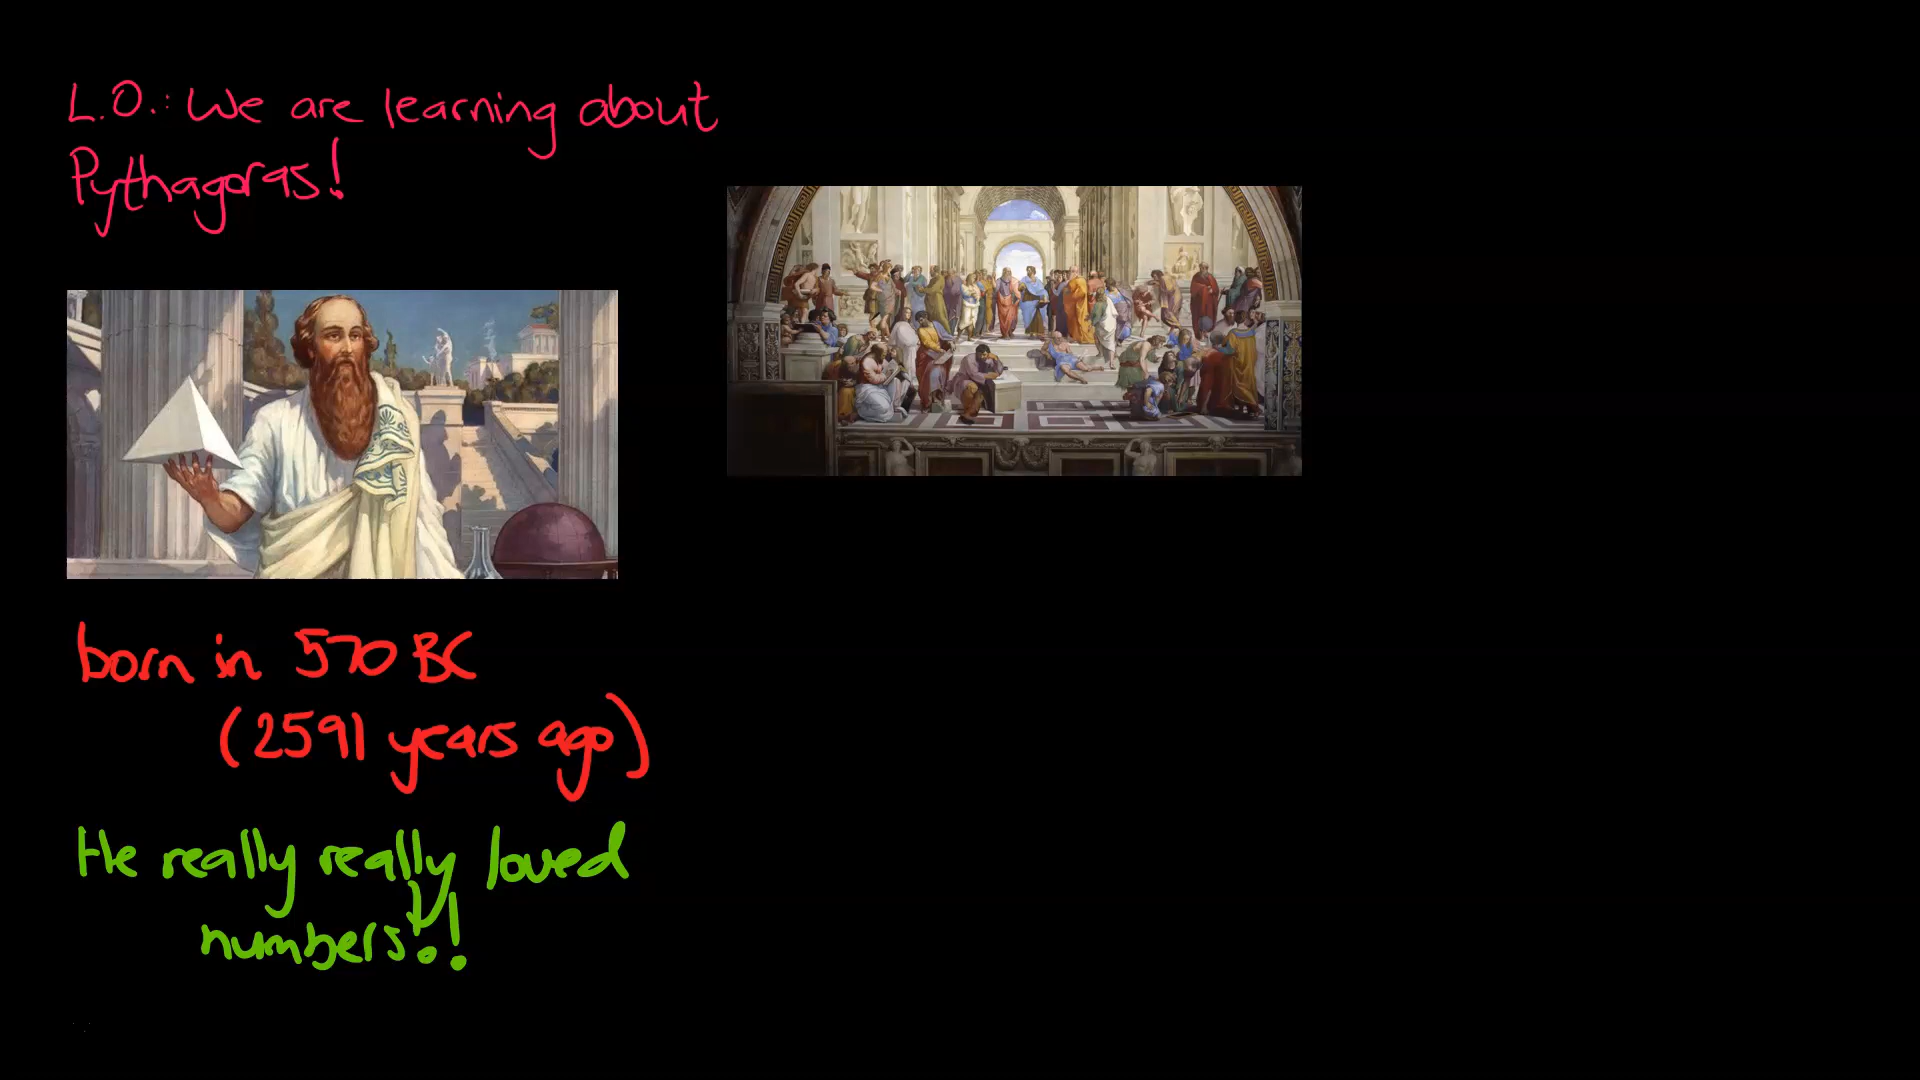 L.O.: We are learning about
Pythagoras!
born in 570 BC
(2591 years ago)
He really really loved
numbers!!